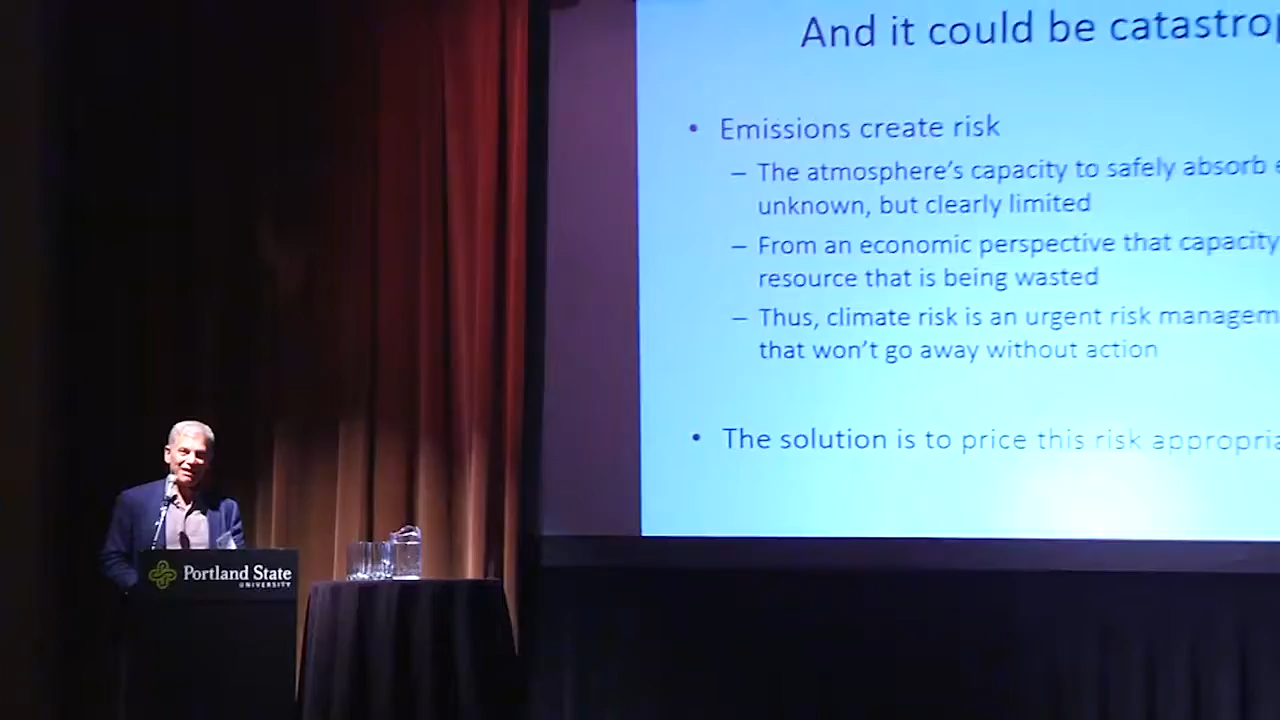 And it could be catastrop
• Emissions create risk
– The atmosphere's capacity to safely absorb
unknown, but clearly limited
– From an economic perspective that capacity
resource that is being wasted
– Thus, climate risk is an urgent risk managem
that won't go away without action
• The solution is to price this risk appropria
Portland State
UNIVERSITY